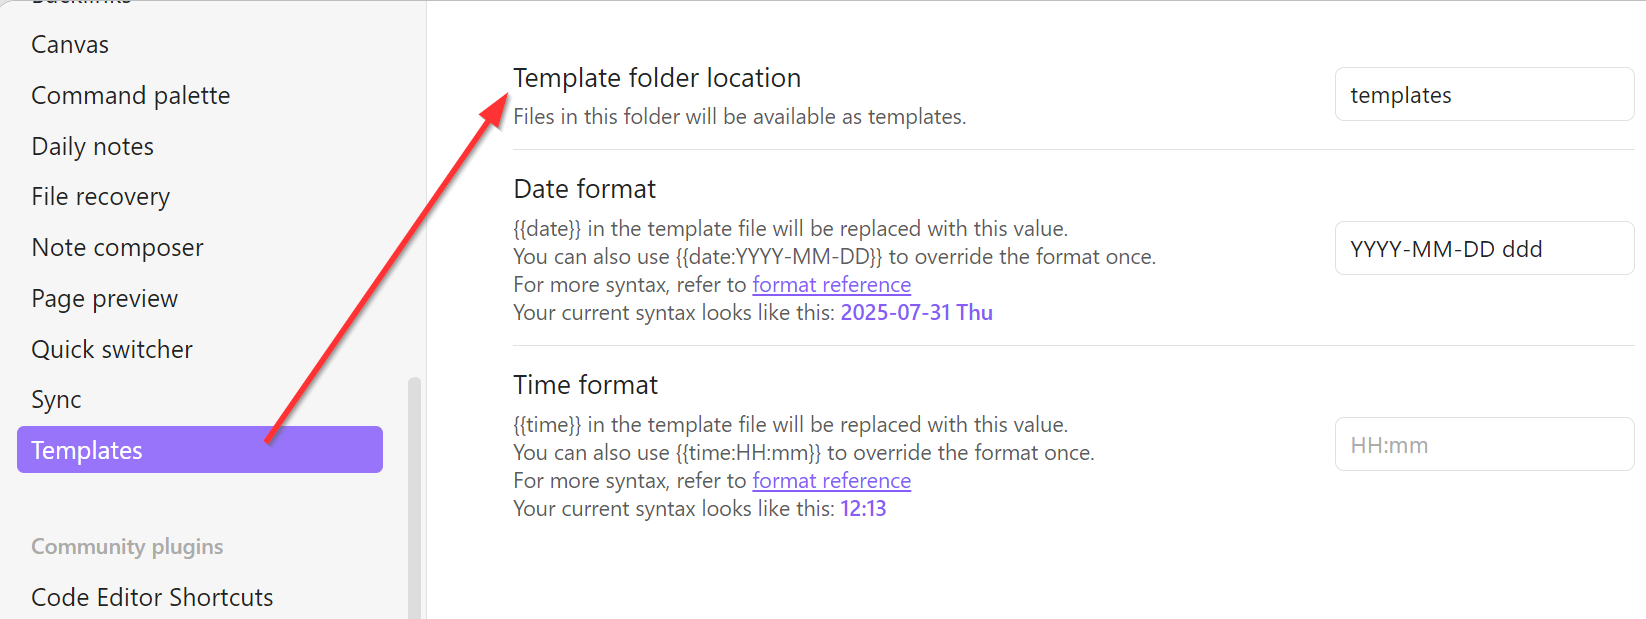 Backlinks
Canvas
Command palette
Daily notes
File recovery
Note composer
Page preview
Quick switcher
Sync
Templates
Community plugins
Code Editor Shortcuts
Template folder location
Files in this folder will be available as templates.
templates
Date format
{{date}} in the template file will be replaced with this value.
You can also use {{date:YYYY-MM-DD}} to override the format once.
For more syntax, refer to format reference
Your current syntax looks like this: 2025-07-31 Thu
YYYY-MM-DD ddd
Time format
{{time}} in the template file will be replaced with this value.
You can also use {{time:HH:mm}} to override the format once.
For more syntax, refer to format reference
Your current syntax looks like this: 12:13
HH:mm